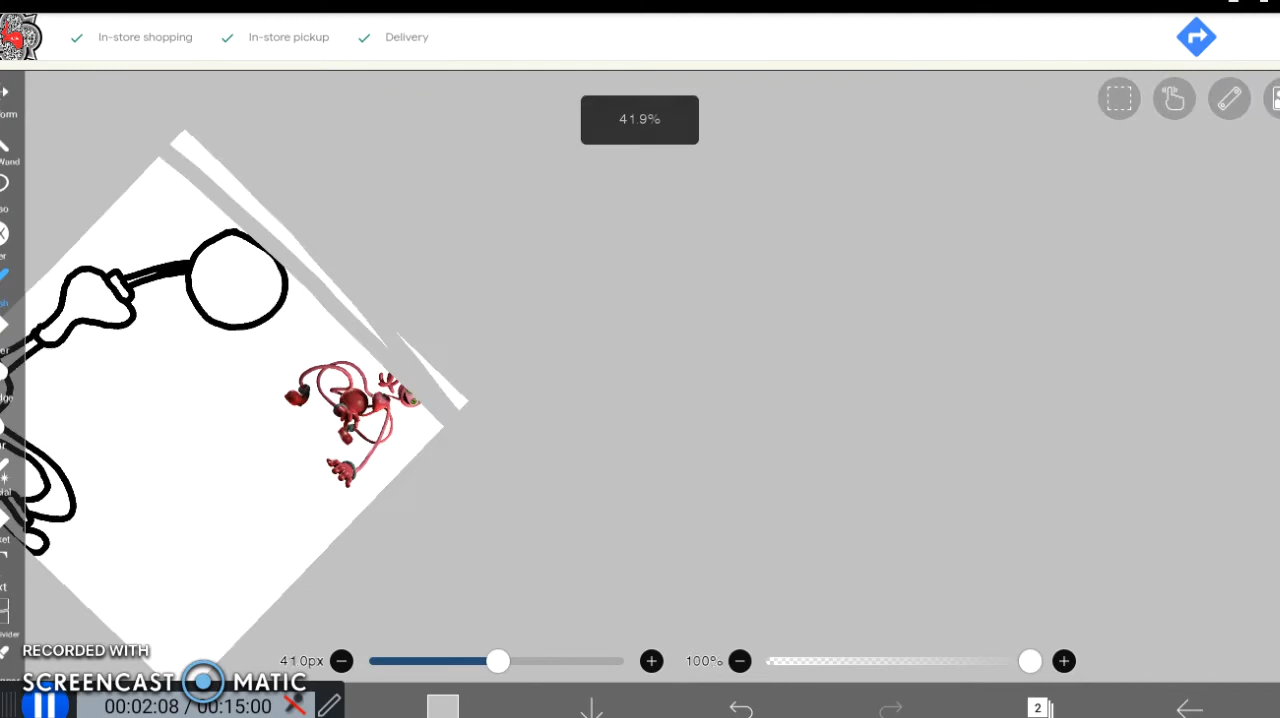 In-store shopping In-store pickup Delivery
41.9%
RECORDED WITH
SCREENCAST MATIC
410px 100%
00:02:08 / 00:15:00
2